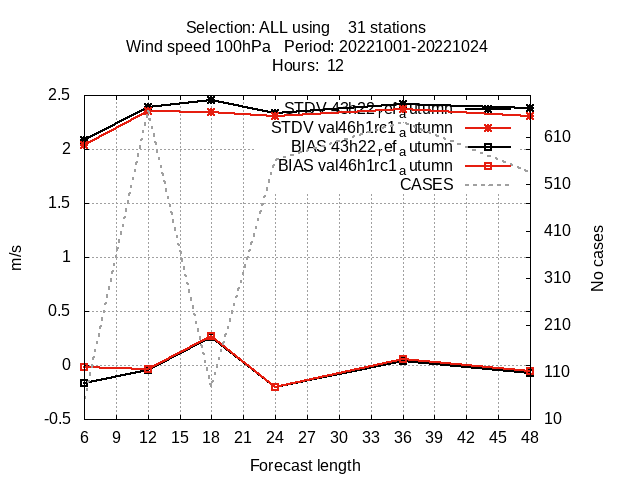 Selection: ALL using 31 stations
Wind speed 100hPa Period: 20221001-20221024
Hours: 12
STDV 43h22_ref_autumn
STDV val46h1rc1_autumn
BIAS 43h22_ref_autumn
BIAS val46h1rc1_autumn
CASES
2.5
2
1.5
1
0.5
0
-0.5
m/s
610
510
410
310
210
110
10
No cases
6 9 12 15 18 21 24 27 30 33 36 39 42 45 48
Forecast length